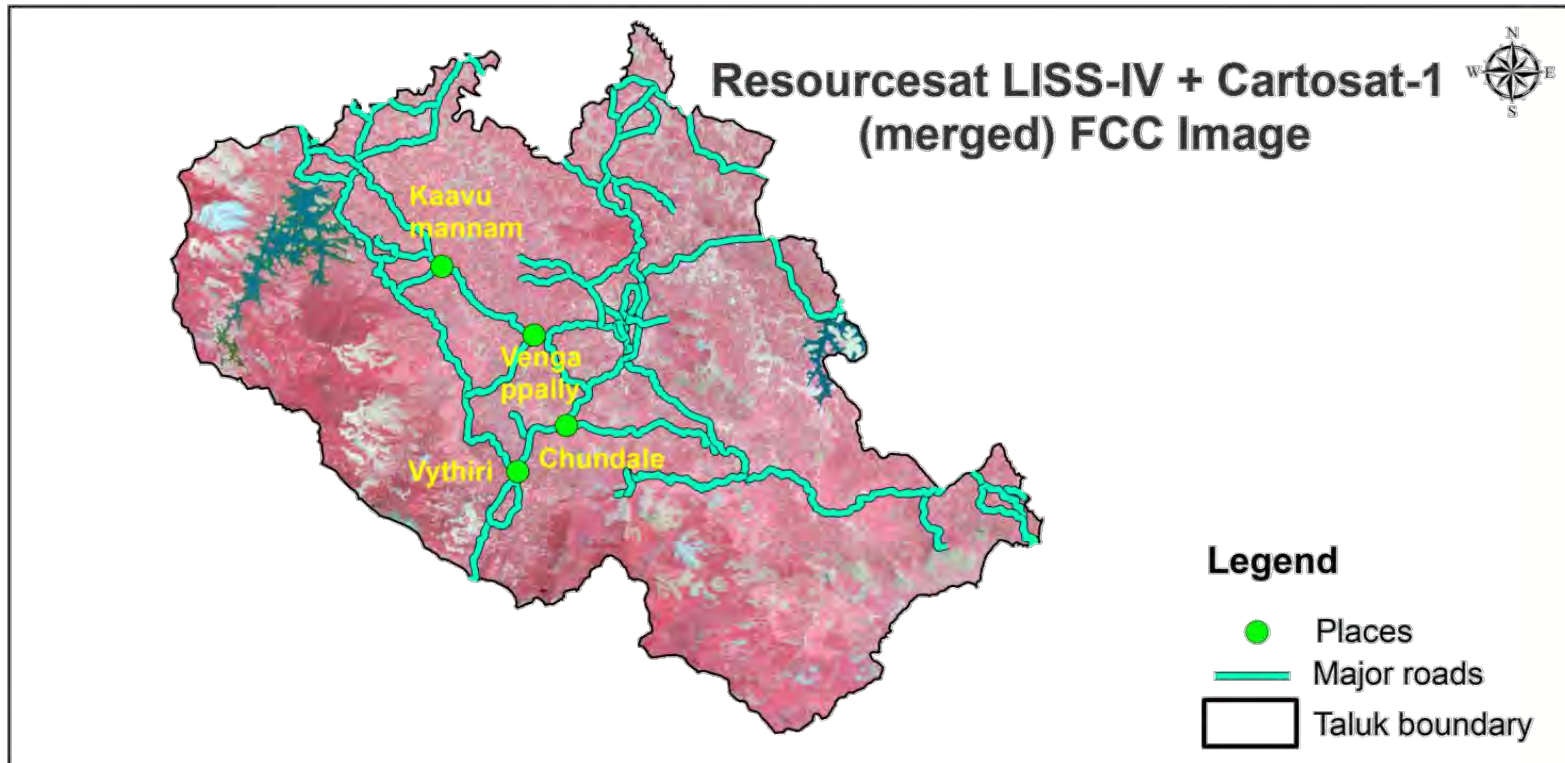 Resourcesat LISS-IV + Cartosat-1
(merged) FCC Image
N
W
E
S
Kaavu
mannam
Venga
ppally
Chundale
Vythiri
Legend
Places
Major roads
Taluk boundary